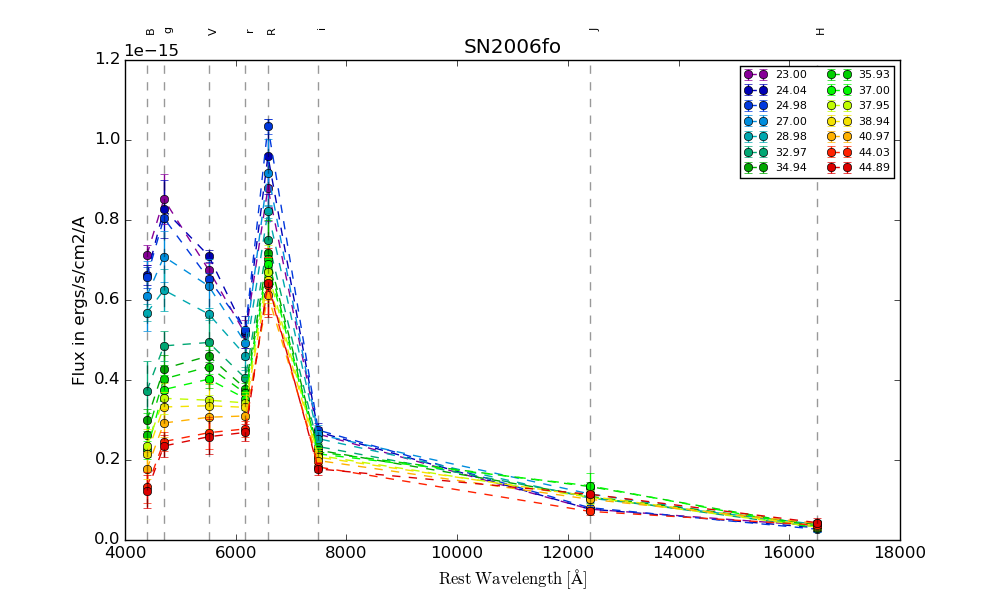 B g V r R i J H
1e−15
SN2006fo
1.2
1.0
0.8
0.6
0.4
0.2
0.0
Flux in ergs/s/cm2/A
23.00 35.93
24.04 37.00
24.98 37.95
27.00 38.94
28.98 40.97
32.97 44.03
34.94 44.89
4000 6000 8000 10000 12000 14000 16000 18000
Rest Wavelength [Å]